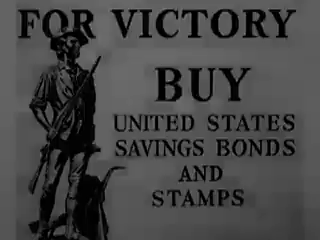 FOR VICTORY
BUY
UNITED STATES
SAVINGS BONDS
AND
STAMPS